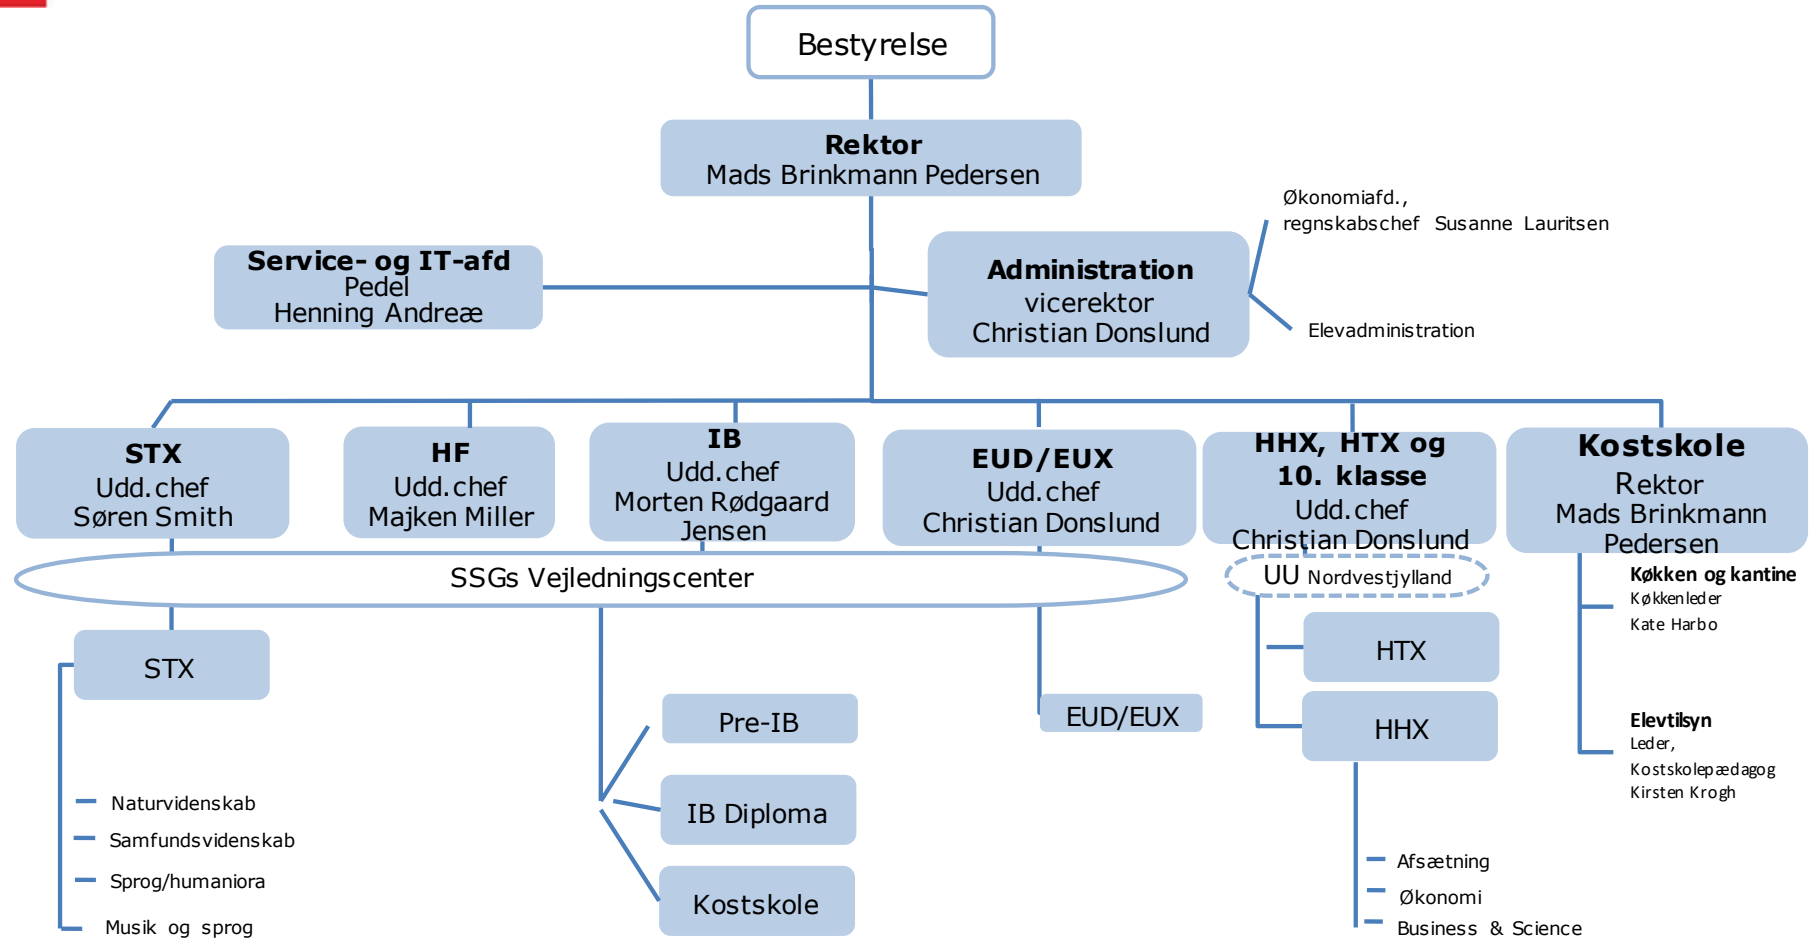 Bestyrelse
Rektor
Mads Brinkmann Pedersen
Økonomiafd.,
regnskabschef Susanne Lauritsen
Service- og IT-afd
Pedel
Henning Andreæ
Administration
vicerektor
Christian Donslund
Elevadministration
STX
Udd.chef
Søren Smith
HF
Udd.chef
Majken Miller
IB
Udd.chef
Morten Rødgaard
Jensen
EUD/EUX
Udd.chef
Christian Donslund
HHX, HTX og
10. klasse
Udd.chef
Christian Donslund
Kostskole
Rektor
Mads Brinkmann
Pedersen
SSGs Vejledningscenter
UU Nordvestjylland
Køkken og kantine
Køkkenleder
Kate Harbo
Elevtilsyn
Leder,
Kostskolepædagog
Kirsten Krogh
STX
Naturvidenskab
Samfundsvidenskab
Sprog/humaniora
Musik og sprog
Pre-IB
IB Diploma
Kostskole
EUD/EUX
HTX
HHX
Afsætning
Økonomi
Business & Science